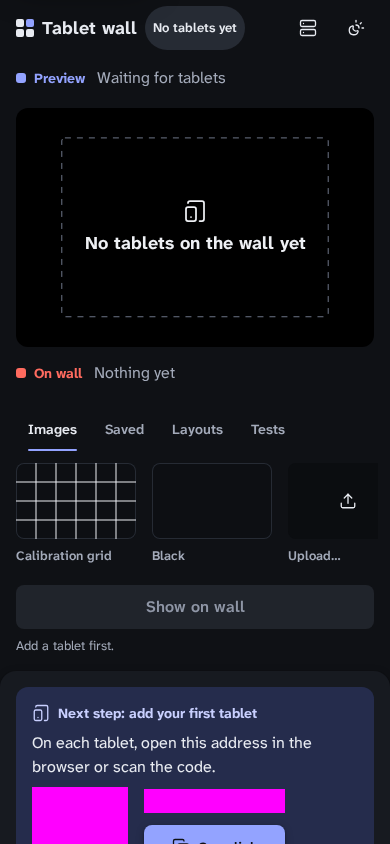 Tablet wall
No tablets yet
Preview Waiting for tablets
No tablets on the wall yet
On wall Nothing yet
Images Saved Layouts Tests
Calibration grid Black Upload...
Show on wall
Add a tablet first.
Next step: add your first tablet
On each tablet, open this address in the
browser or scan the code.